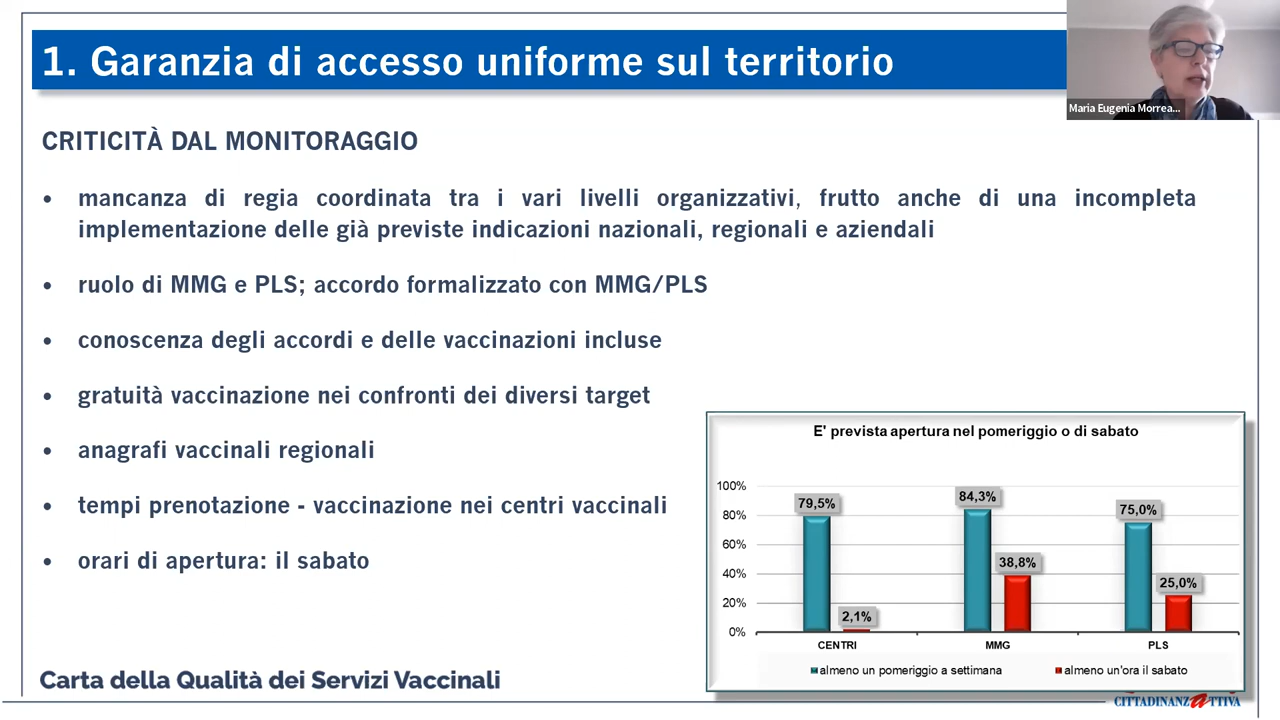 1. Garanzia di accesso uniforme sul territorio
Maria Eugenia Morrea...
CRITICITÀ DAL MONITORAGGIO
• mancanza di regia coordinata tra i vari livelli organizzativi, frutto anche di una incompleta
implementazione delle già previste indicazioni nazionali, regionali e aziendali
• ruolo di MMG e PLS; accordo formalizzato con MMG/PLS
• conoscenza degli accordi e delle vaccinazioni incluse
• gratuità vaccinazione nei confronti dei diversi target
• anagrafi vaccinali regionali
• tempi prenotazione - vaccinazione nei centri vaccinali
• orari di apertura: il sabato
E' prevista apertura nel pomeriggio o di sabato
100%
80%
60%
40%
20%
0%
79,5%
2,1%
84,3%
38,8%
75,0%
25,0%
CENTRI MMG PLS
almeno un pomeriggio a settimana almeno un'ora il sabato
Carta della Qualità dei Servizi Vaccinali
CITTADINANZATTIVA